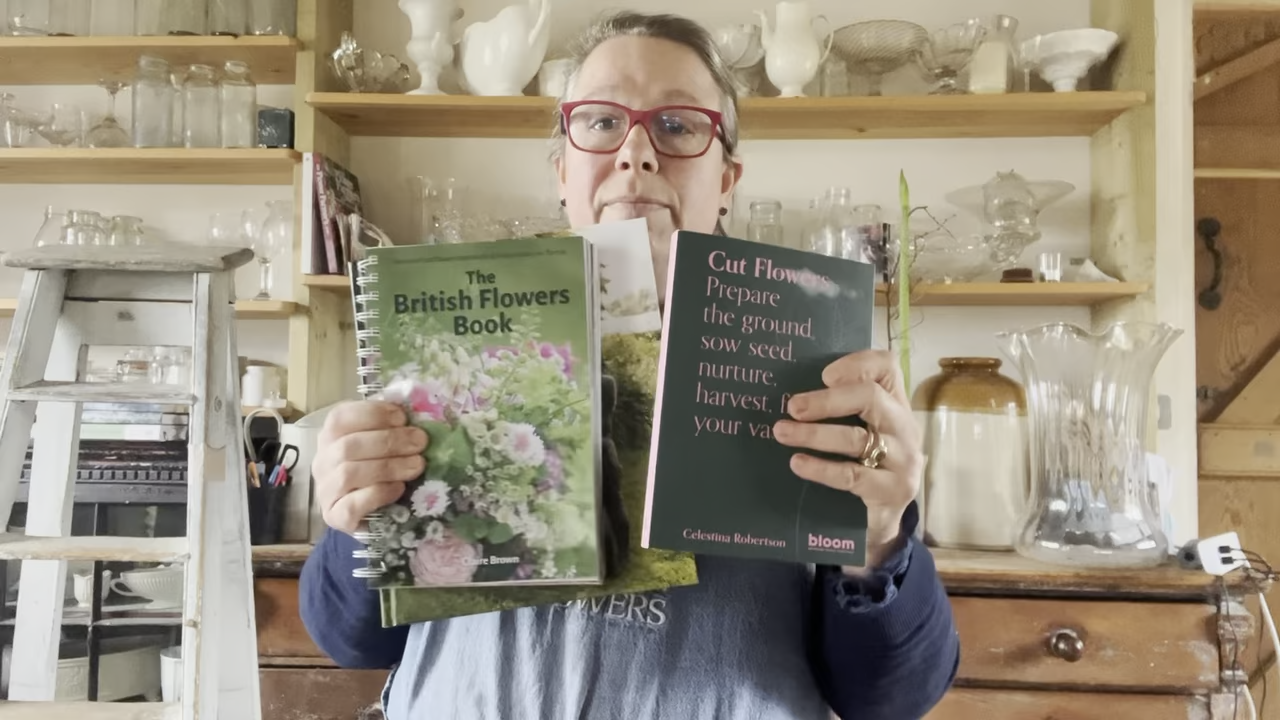 The
British Flowers
Book
Claire Brown
Cut Flowers
Prepare
the ground,
sow seed,
nurture,
harvest,
your
Celestina Robertson
bloom